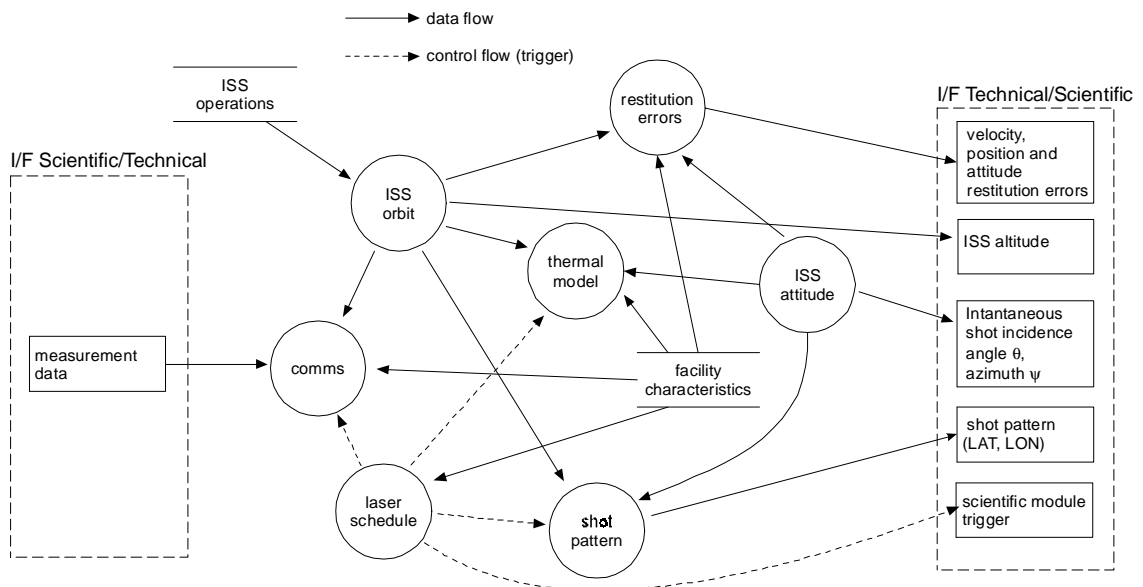 data flow
control flow (trigger)
ISS
operations
restitution
errors
I/F Technical/Scientific
velocity,
position and
attitude
restitution errors
I/F Scientific/Technical
ISS
orbit
ISS altitude
thermal
model
ISS
attitude
Intantaneous
shot incidence
angle θ,
azimuth ψ
measurement
data
comms
facility
characteristics
shot pattern
(LAT, LON)
laser
schedule
shot
pattern
scientific module
trigger